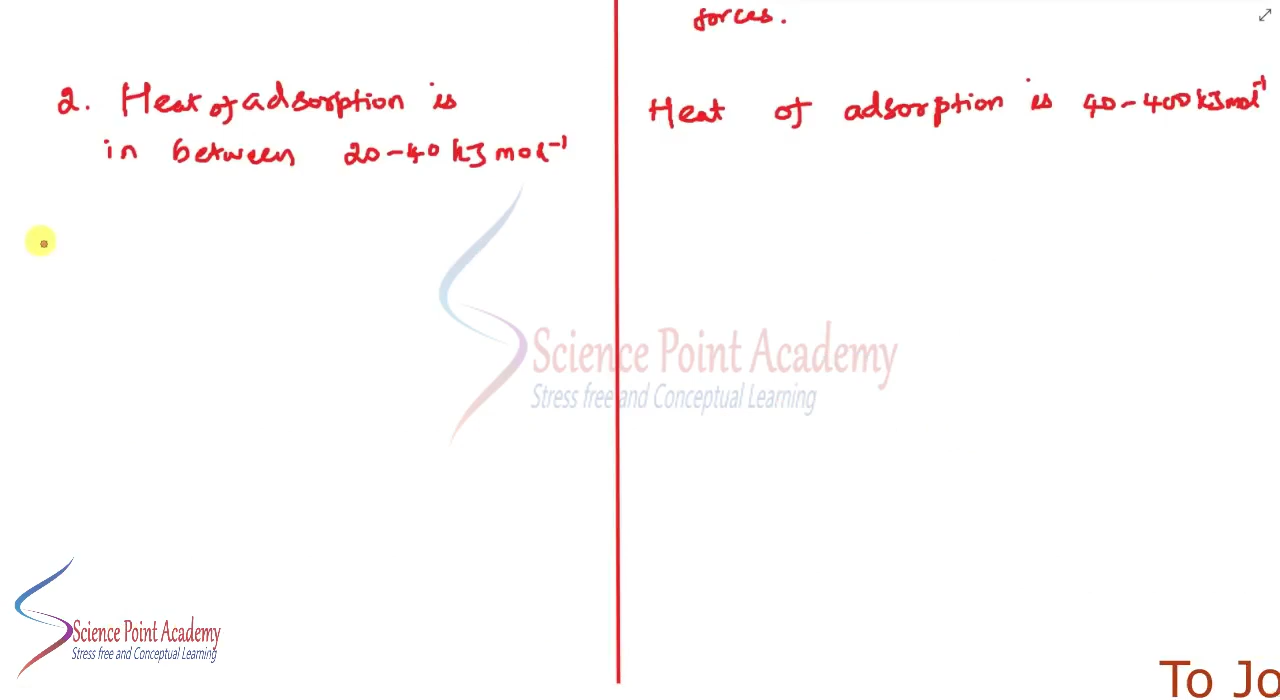 forces.
2. Heat of adsorption is
in between 20-40 kJ mol⁻¹
Heat of adsorption is 40-400 kJ mol⁻¹
Science Point Academy
Stress free and Conceptual Learning
Science Point Academy
Stress free and Conceptual Learning
To Jo